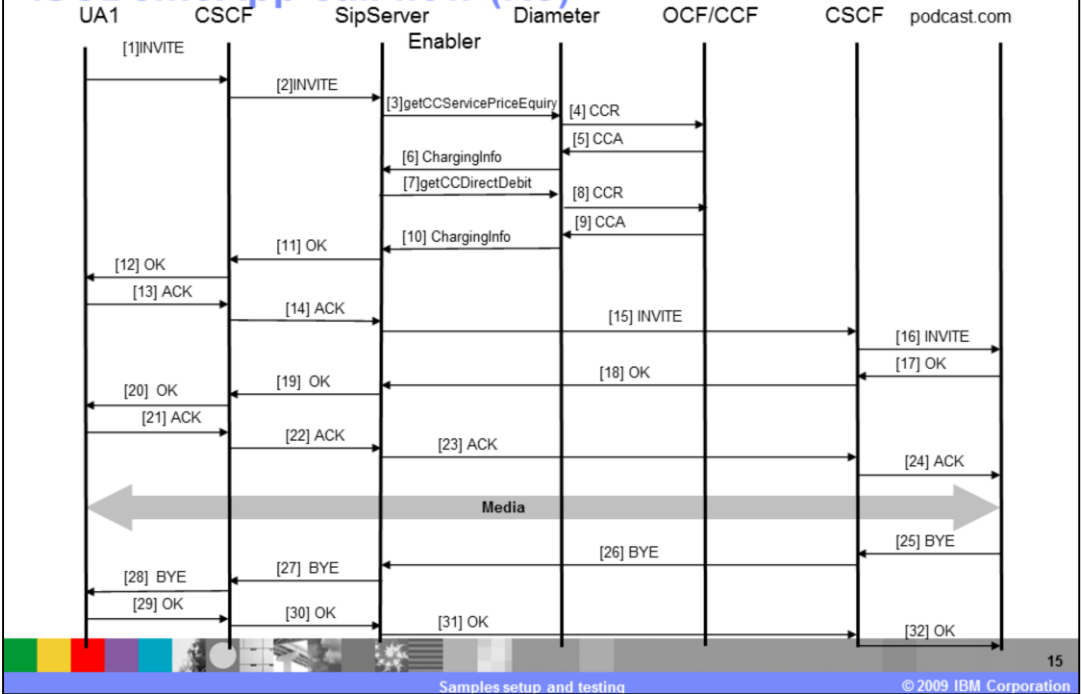 UA1 CSCF SipServer Diameter OCF/CCF CSCF podcast.com
Enabler
[1]INVITE
[2]INVITE
[3]getCCServicePriceEquiry
[4] CCR
[5] CCA
[6] ChargingInfo
[7]getCCDirectDebit
[8] CCR
[9] CCA
[10] ChargingInfo
[11] OK
[12] OK
[13] ACK
[14] ACK
[15] INVITE
[16] INVITE
[17] OK
[18] OK
[19] OK
[20] OK
[21] ACK
[22] ACK
[23] ACK
[24] ACK
Media
[25] BYE
[26] BYE
[27] BYE
[28] BYE
[29] OK
[30] OK
[31] OK
[32] OK
15
Samples setup and testing
© 2009 IBM Corporation